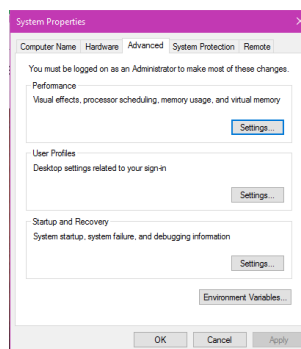 System Properties
Computer Name Hardware Advanced System Protection Remote
You must be logged on as an Administrator to make most of these changes.
Performance
Visual effects, processor scheduling, memory usage, and virtual memory
Settings...
User Profiles
Desktop settings related to your sign-in
Settings...
Startup and Recovery
System startup, system failure, and debugging information
Settings...
Environment Variables...
OK Cancel Apply